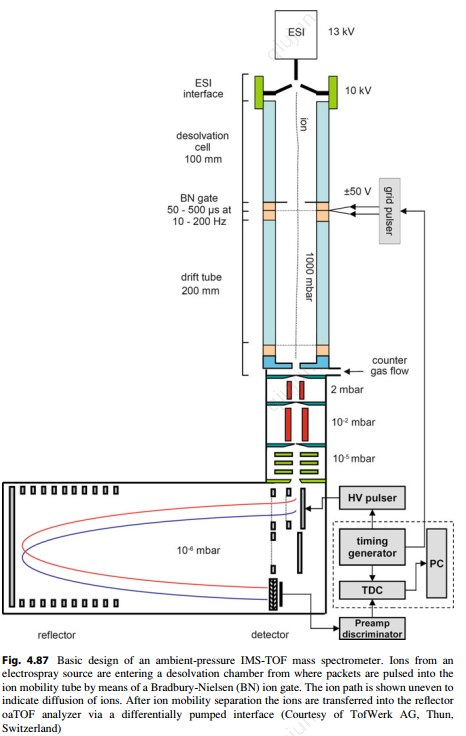 ESI
13 kV
ESI
interface
10 kV
ion
desolvation
cell
100 mm
BN gate
50 - 500 µs at
10 - 200 Hz
±50 V
grid pulser
drift tube
200 mm
1000 mbar
counter
gas flow
2 mbar
10-2 mbar
10-5 mbar
HV pulser
10-6 mbar
timing
generator
PC
TDC
Preamp
discriminator
reflector
detector
Fig. 4.87 Basic design of an ambient-pressure IMS-TOF mass spectrometer. Ions from an
electrospray source are entering a desolvation chamber from where packets are pulsed into the
ion mobility tube by means of a Bradbury-Nielsen (BN) ion gate. The ion path is shown uneven to
indicate diffusion of ions. After ion mobility separation the ions are transferred into the reflector
oaTOF analyzer via a differentially pumped interface (Courtesy of TofWerk AG, Thun,
Switzerland)